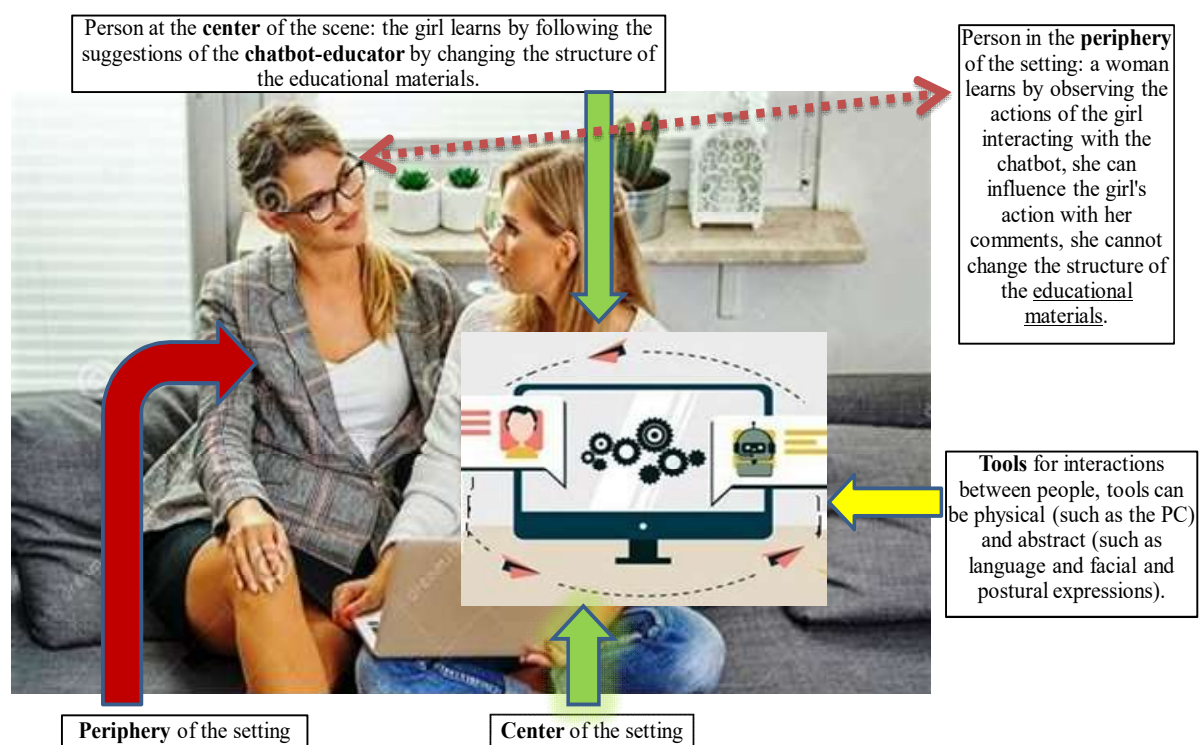 Person at the center of the scene: the girl learns by following the
suggestions of the chatbot-educator by changing the structure of
the educational materials.
Person in the periphery
of the setting: a woman
learns by observing the
actions of the girl
interacting with the
chatbot, she can
influence the girl's
action with her
comments, she cannot
change the structure of
the educational
materials.
Tools for interactions
between people, tools can
be physical (such as the PC)
and abstract (such as
language and facial and
postural expressions).
Periphery of the setting
Center of the setting